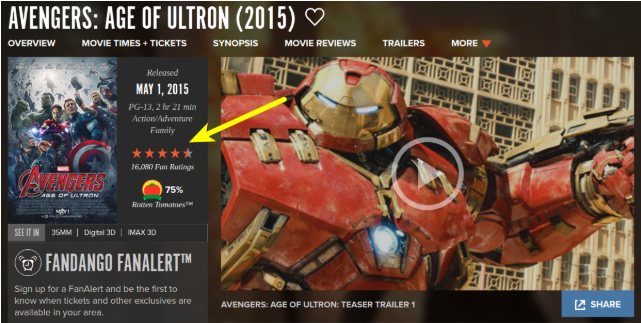 AVENGERS: AGE OF ULTRON (2015)
OVERVIEW MOVIE TIMES + TICKETS SYNOPSIS MOVIE REVIEWS TRAILERS MORE
Released
MAY 1, 2015
PG-13, 2 hr 21 min
Action/Adventure
Family
16,080 Fan Ratings
75%
Rotten Tomatoes™
MARVEL
AVENGERS
AGE OF ULTRON
MAY 1
SEE IT IN 35MM | Digital 3D | IMAX 3D
FANDANGO FANALERT™
Sign up for a FanAlert and be the first to
know when tickets and other exclusives are
available in your area.
AVENGERS: AGE OF ULTRON: TEASER TRAILER 1
SHARE